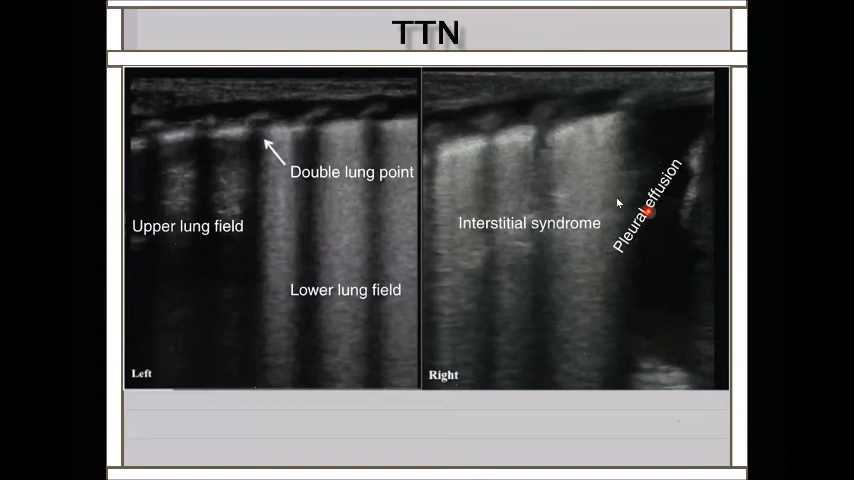 TTN
Double lung point
Upper lung field
Lower lung field
Left
Interstitial syndrome
Pleural effusion
Right